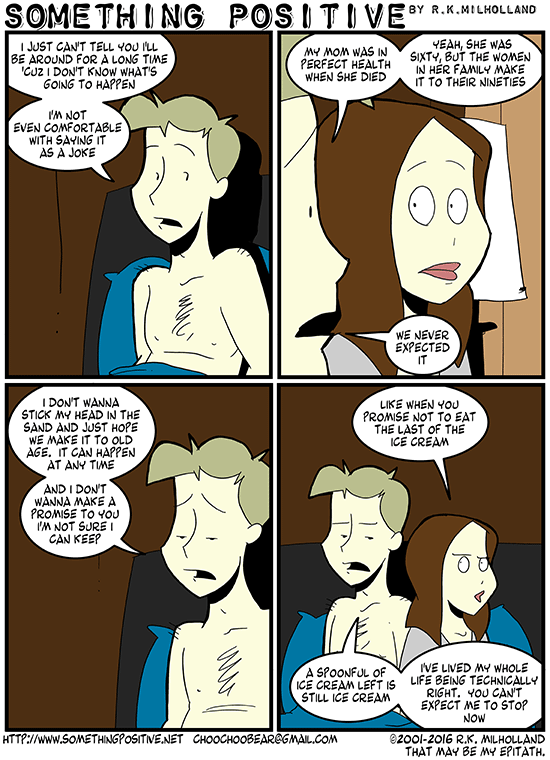 SOMETHING POSITIVE BY R.K.MILHOLLAND
I JUST CAN'T TELL YOU I'LL
BE AROUND FOR A LONG TIME
'CUZ I DON'T KNOW WHAT'S
GOING TO HAPPEN
I'M NOT
EVEN COMFORTABLE
WITH SAYING IT
AS A JOKE
MY MOM WAS IN
PERFECT HEALTH
WHEN SHE DIED
YEAH, SHE WAS
SIXTY, BUT THE WOMEN
IN HER FAMILY MAKE
IT TO THEIR NINETIES
WE NEVER
EXPECTED
IT
I DON'T WANNA
STICK MY HEAD IN THE
SAND AND JUST HOPE
WE MAKE IT TO OLD
AGE. IT CAN HAPPEN
AT ANY TIME
AND I DON'T
WANNA MAKE A
PROMISE TO YOU
I'M NOT SURE I
CAN KEEP
LIKE WHEN YOU
PROMISE NOT TO EAT
THE LAST OF THE
ICE CREAM
A SPOONFUL OF
ICE CREAM LEFT IS
STILL ICE CREAM
I'VE LIVED MY WHOLE
LIFE BEING TECHNICALLY
RIGHT. YOU CAN'T
EXPECT ME TO STOP
NOW
HTTP://WWW.SOMETHINGPOSITIVE.NET CHOOCHOOBEAR@GMAIL.COM ©2001-2016 R.K. MILHOLLAND
THAT MAY BE MY EPITATH.